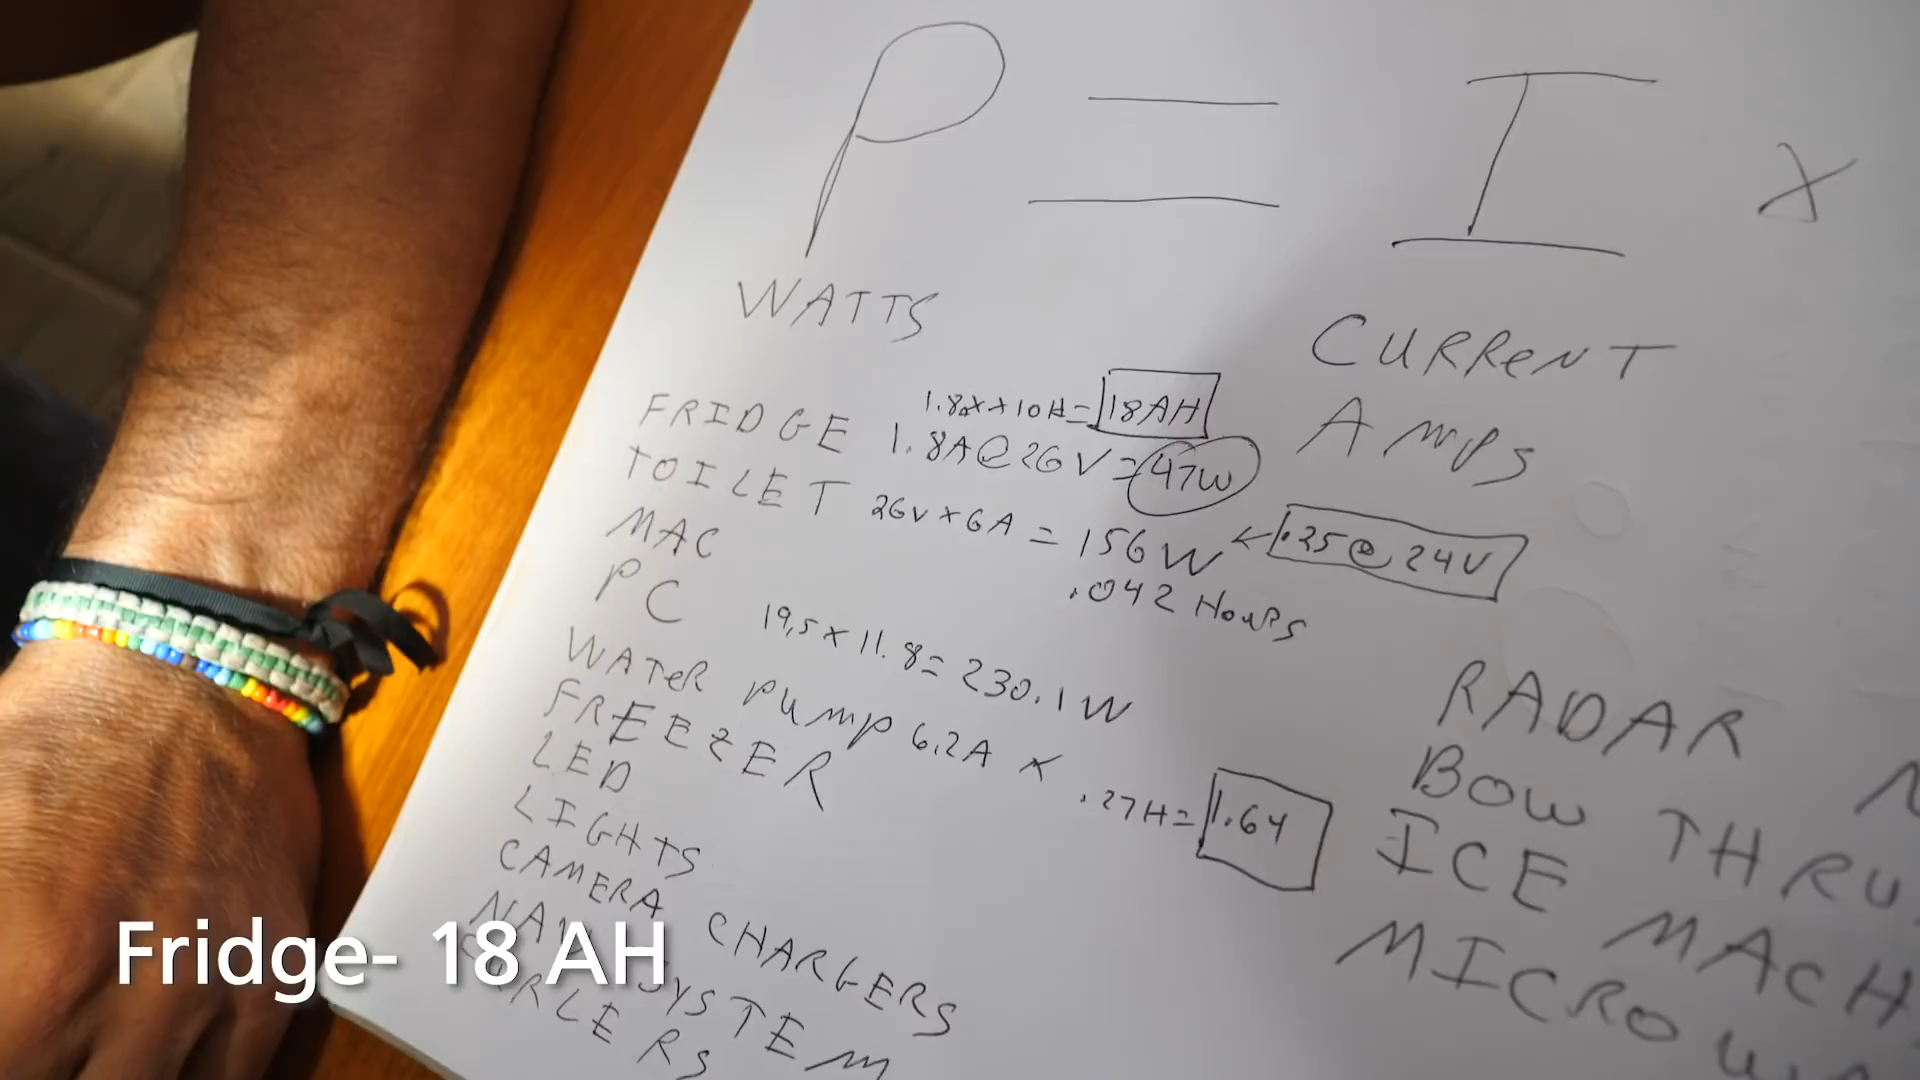 P = I x
WATTS
CURRENT
AMPS
1.8A x 10H = 18AH
FRIDGE 1.8A@26V = 47W
TOILET 26V x 6A = 156W ← .25@24V
.042 HOURS
MAC
PC 19,5 x 11.8 = 230.1W
WATER PUMP 6.2A x .27H = 1.64
FREEZER
LED
LIGHTS
CAMERA CHARGERS
NAV SYSTEM
RADAR
BOW THRU
ICE MACH
MICROW
Fridge- 18 AH